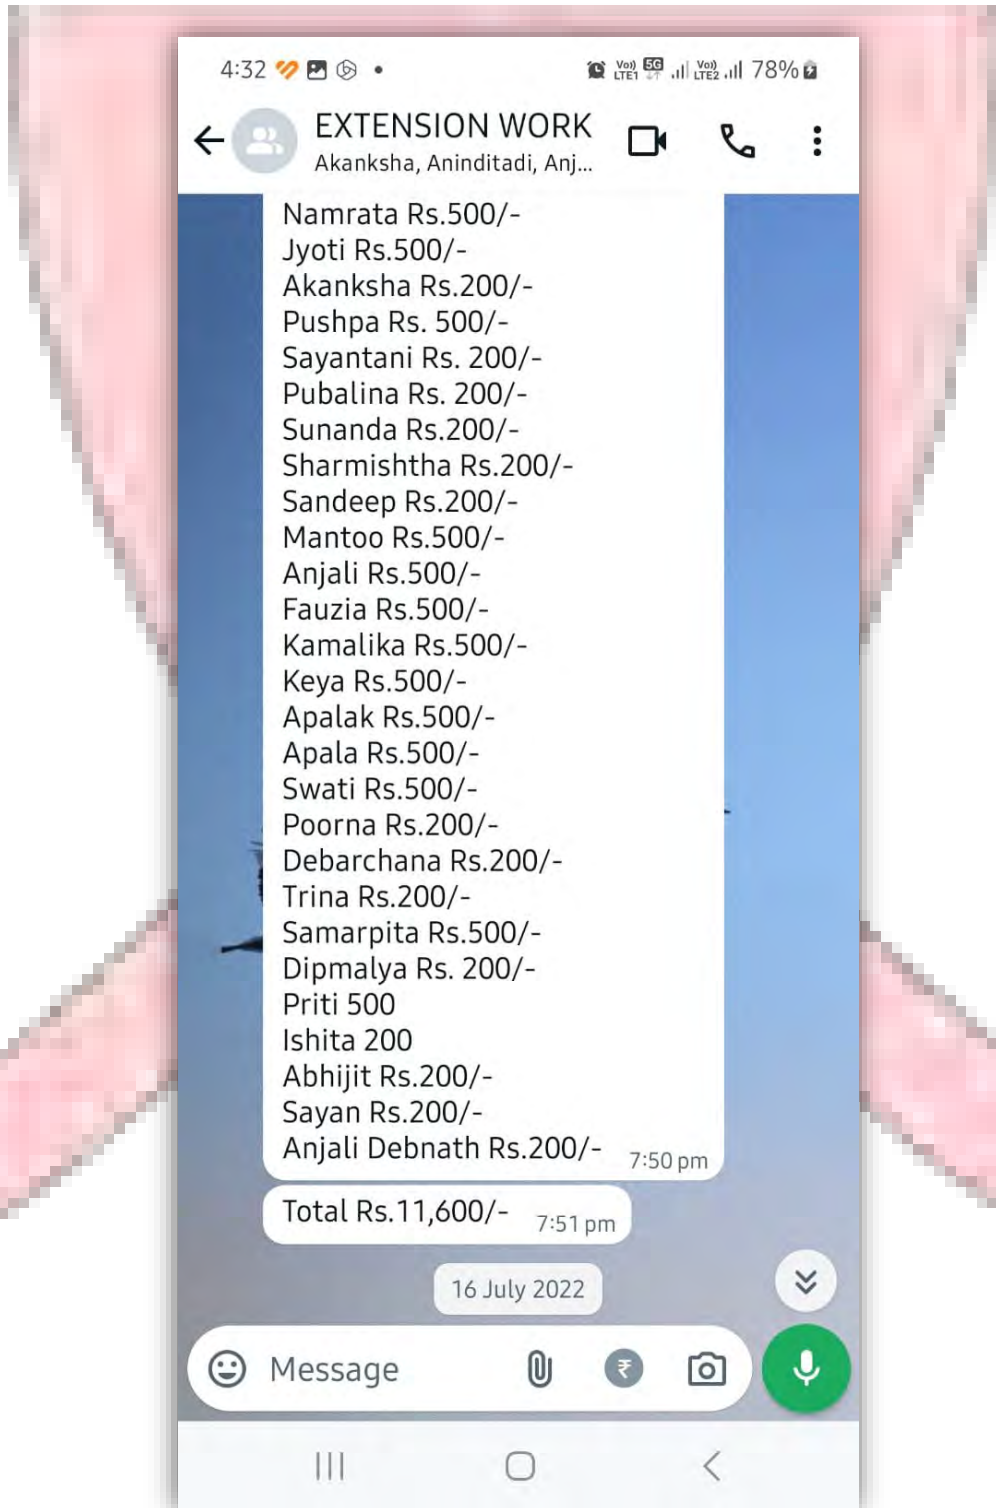 4:32
Vo)) LTE1 5G Vo)) LTE2 78%
EXTENSION WORK
Akanksha, Aninditadi, Anj...
Namrata Rs.500/-
Jyoti Rs.500/-
Akanksha Rs.200/-
Pushpa Rs. 500/-
Sayantani Rs. 200/-
Pubalina Rs. 200/-
Sunanda Rs.200/-
Sharmishtha Rs.200/-
Sandeep Rs.200/-
Mantoo Rs.500/-
Anjali Rs.500/-
Fauzia Rs.500/-
Kamalika Rs.500/-
Keya Rs.500/-
Apalak Rs.500/-
Apala Rs.500/-
Swati Rs.500/-
Poorna Rs.200/-
Debarchana Rs.200/-
Trina Rs.200/-
Samarpita Rs.500/-
Dipmalya Rs. 200/-
Priti 500
Ishita 200
Abhijit Rs.200/-
Sayan Rs.200/-
Anjali Debnath Rs.200/- 7:50 pm
Total Rs.11,600/- 7:51 pm
16 July 2022
Message ₹